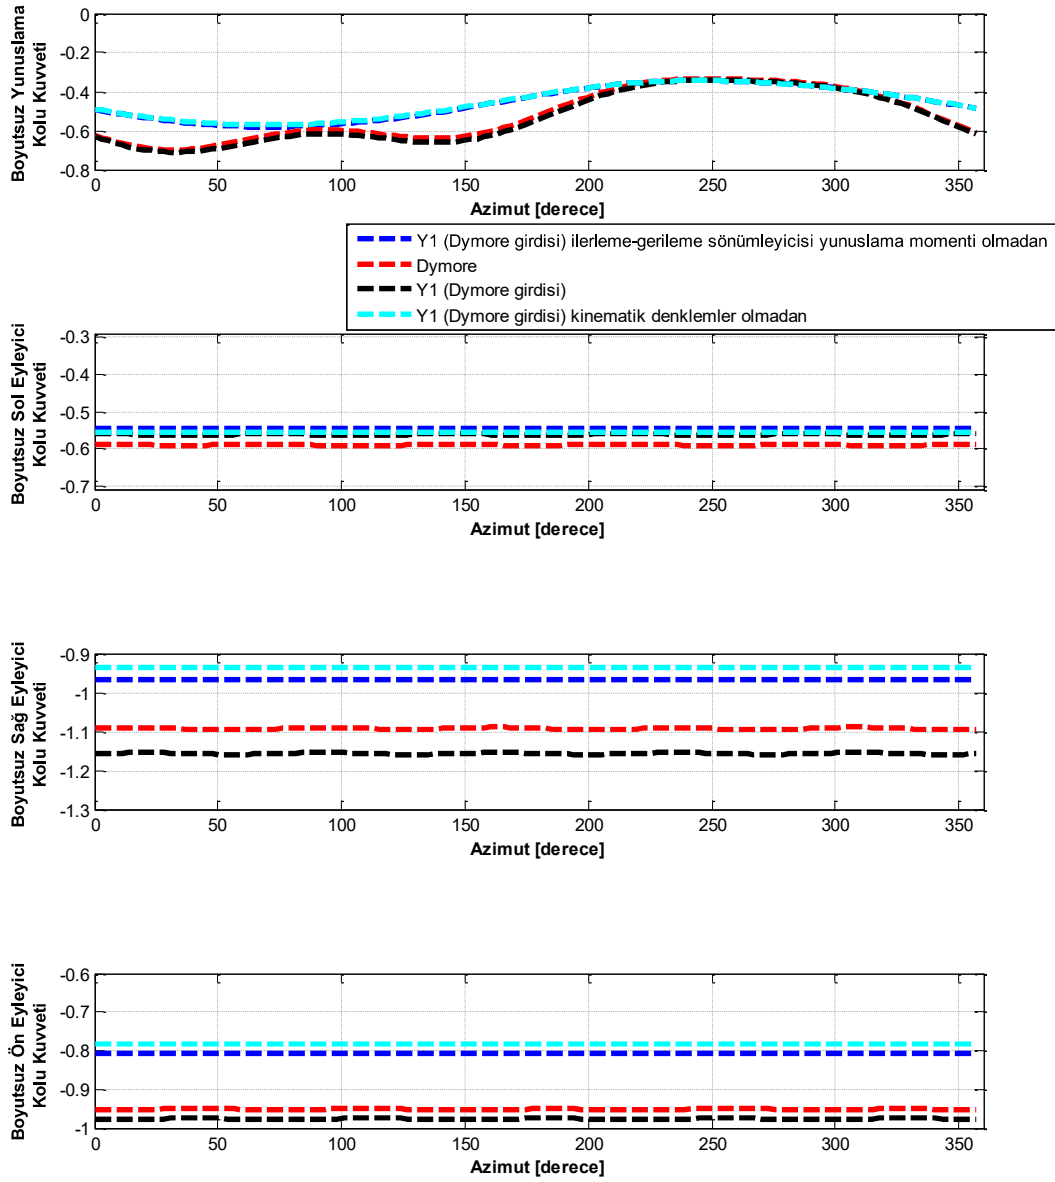 Boyutsuz Yunuslama
Kolu Kuvveti
0
-0.2
-0.4
-0.6
-0.8
0 50 100 150 200 250 300 350
Azimut [derece]
Y1 (Dymore girdisi) ilerleme-gerileme sönümleyicisi yunuslama momenti olmadan
Dymore
Y1 (Dymore girdisi)
Y1 (Dymore girdisi) kinematik denklemler olmadan
Boyutsuz Sol Eyleyici
Kolu Kuvveti
-0.3
-0.4
-0.5
-0.6
-0.7
0 50 100 150 200 250 300 350
Azimut [derece]
Boyutsuz Sağ Eyleyici
Kolu Kuvveti
-0.9
-1
-1.1
-1.2
-1.3
0 50 100 150 200 250 300 350
Azimut [derece]
Boyutsuz Ön Eyleyici
Kolu Kuvveti
-0.6
-0.7
-0.8
-0.9
-1
0 50 100 150 200 250 300 350
Azimut [derece]